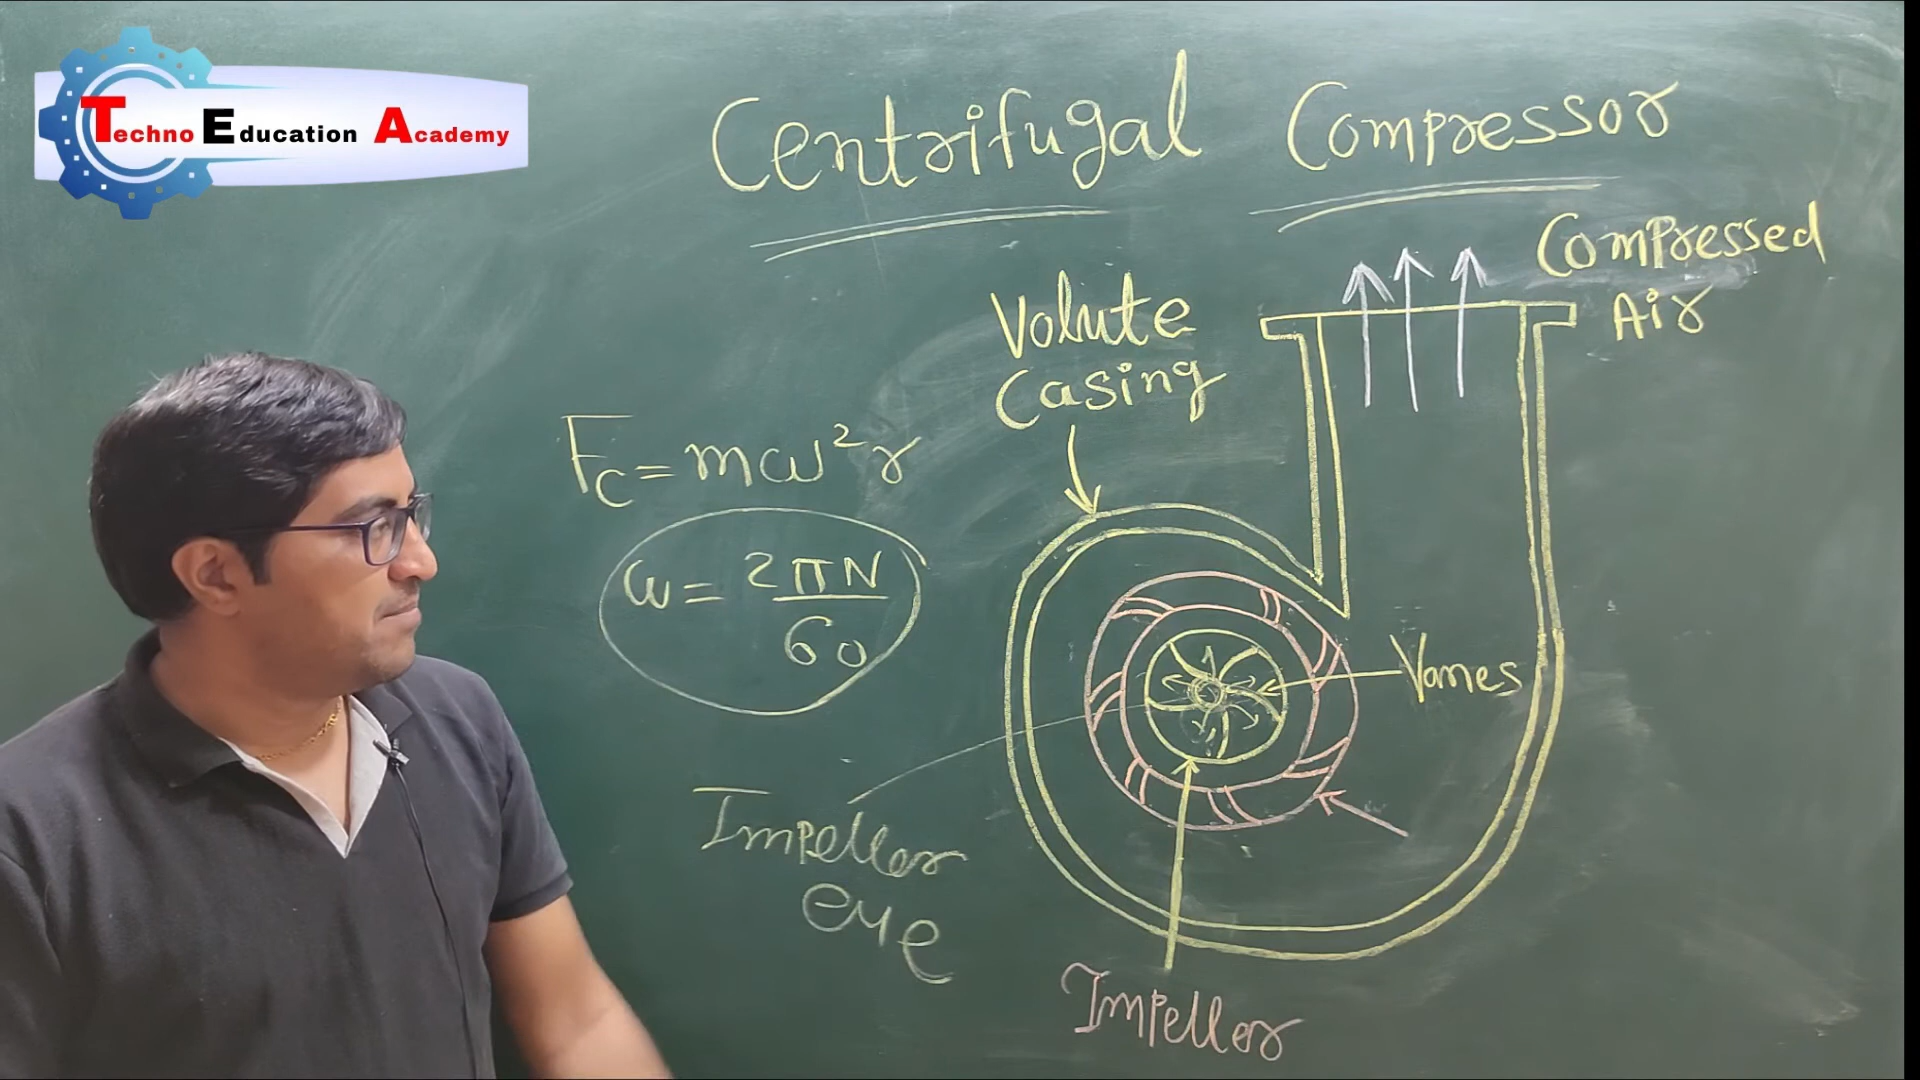 Techno Education Academy
Centrifugal Compressor
Compressed
Air
Volute
Casing
Fc = mω²r
ω = 2πN/60
Vanes
Impeller
eye
Impeller